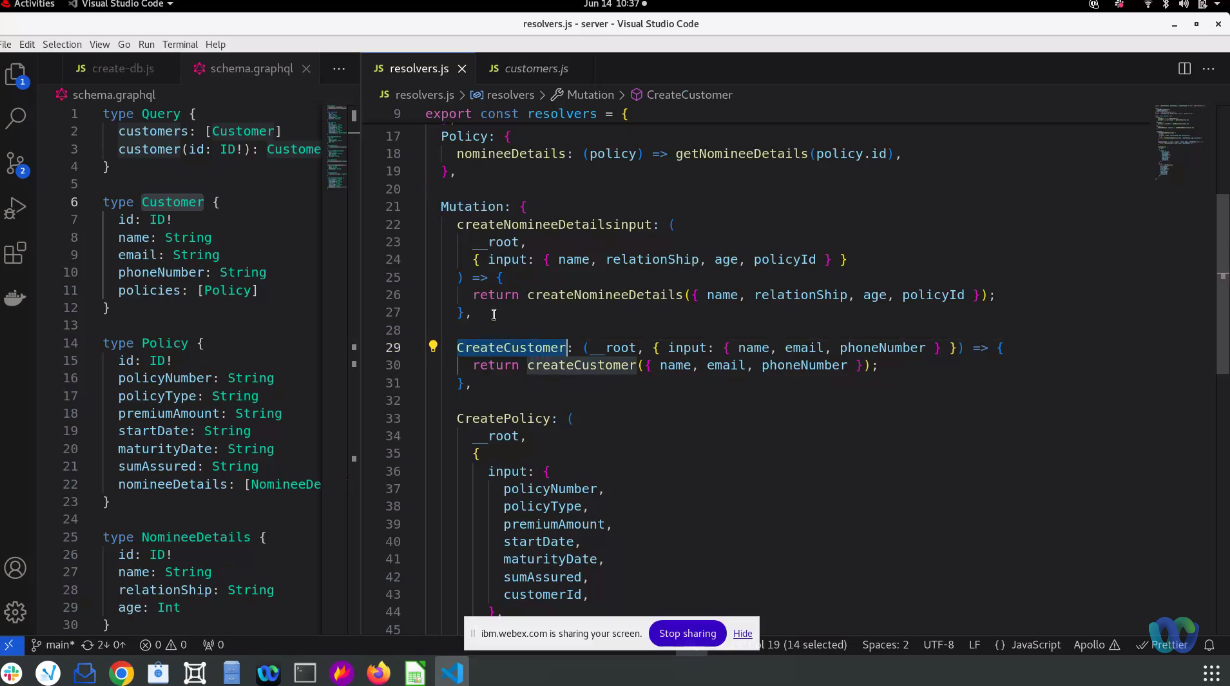 Activities Visual Studio Code Jun 14 10:37
resolvers.js - server - Visual Studio Code
File Edit Selection View Go Run Terminal Help
create-db.js schema.graphql ··· resolvers.js customers.js ···
schema.graphql
resolvers.js > resolvers > Mutation > CreateCustomer
1 type Query {
2 customers: [Customer]
3 customer(id: ID!): Custome
4 }
5
6 type Customer {
7 id: ID!
8 name: String
9 email: String
10 phoneNumber: String
11 policies: [Policy]
12 }
13
14 type Policy {
15 id: ID!
16 policyNumber: String
17 policyType: String
18 premiumAmount: String
19 startDate: String
20 maturityDate: String
21 sumAssured: String
22 nomineeDetails: [NomineeDe
23 }
24
25 type NomineeDetails {
26 id: ID!
27 name: String
28 relationShip: String
29 age: Int
30 }
9 export const resolvers = {
17 Policy: {
18 nomineeDetails: (policy) => getNomineeDetails(policy.id),
19 },
20
21 Mutation: {
22 createNomineeDetailsinput: (
23 __root,
24 { input: { name, relationShip, age, policyId } }
25 ) => {
26 return createNomineeDetails({ name, relationShip, age, policyId });
27 },
28
29 CreateCustomer: (__root, { input: { name, email, phoneNumber } }) => {
30 return createCustomer({ name, email, phoneNumber });
31 },
32
33 CreatePolicy: (
34 __root,
35 {
36 input: {
37 policyNumber,
38 policyType,
39 premiumAmount,
40 startDate,
41 maturityDate,
42 sumAssured,
43 customerId,
44 },
45
1
2
ibm.webex.com is sharing your screen. Stop sharing Hide
main* 2↓ 0↑ 0 0 0 ol 19 (14 selected) Spaces: 2 UTF-8 LF {} JavaScript Apollo Prettier